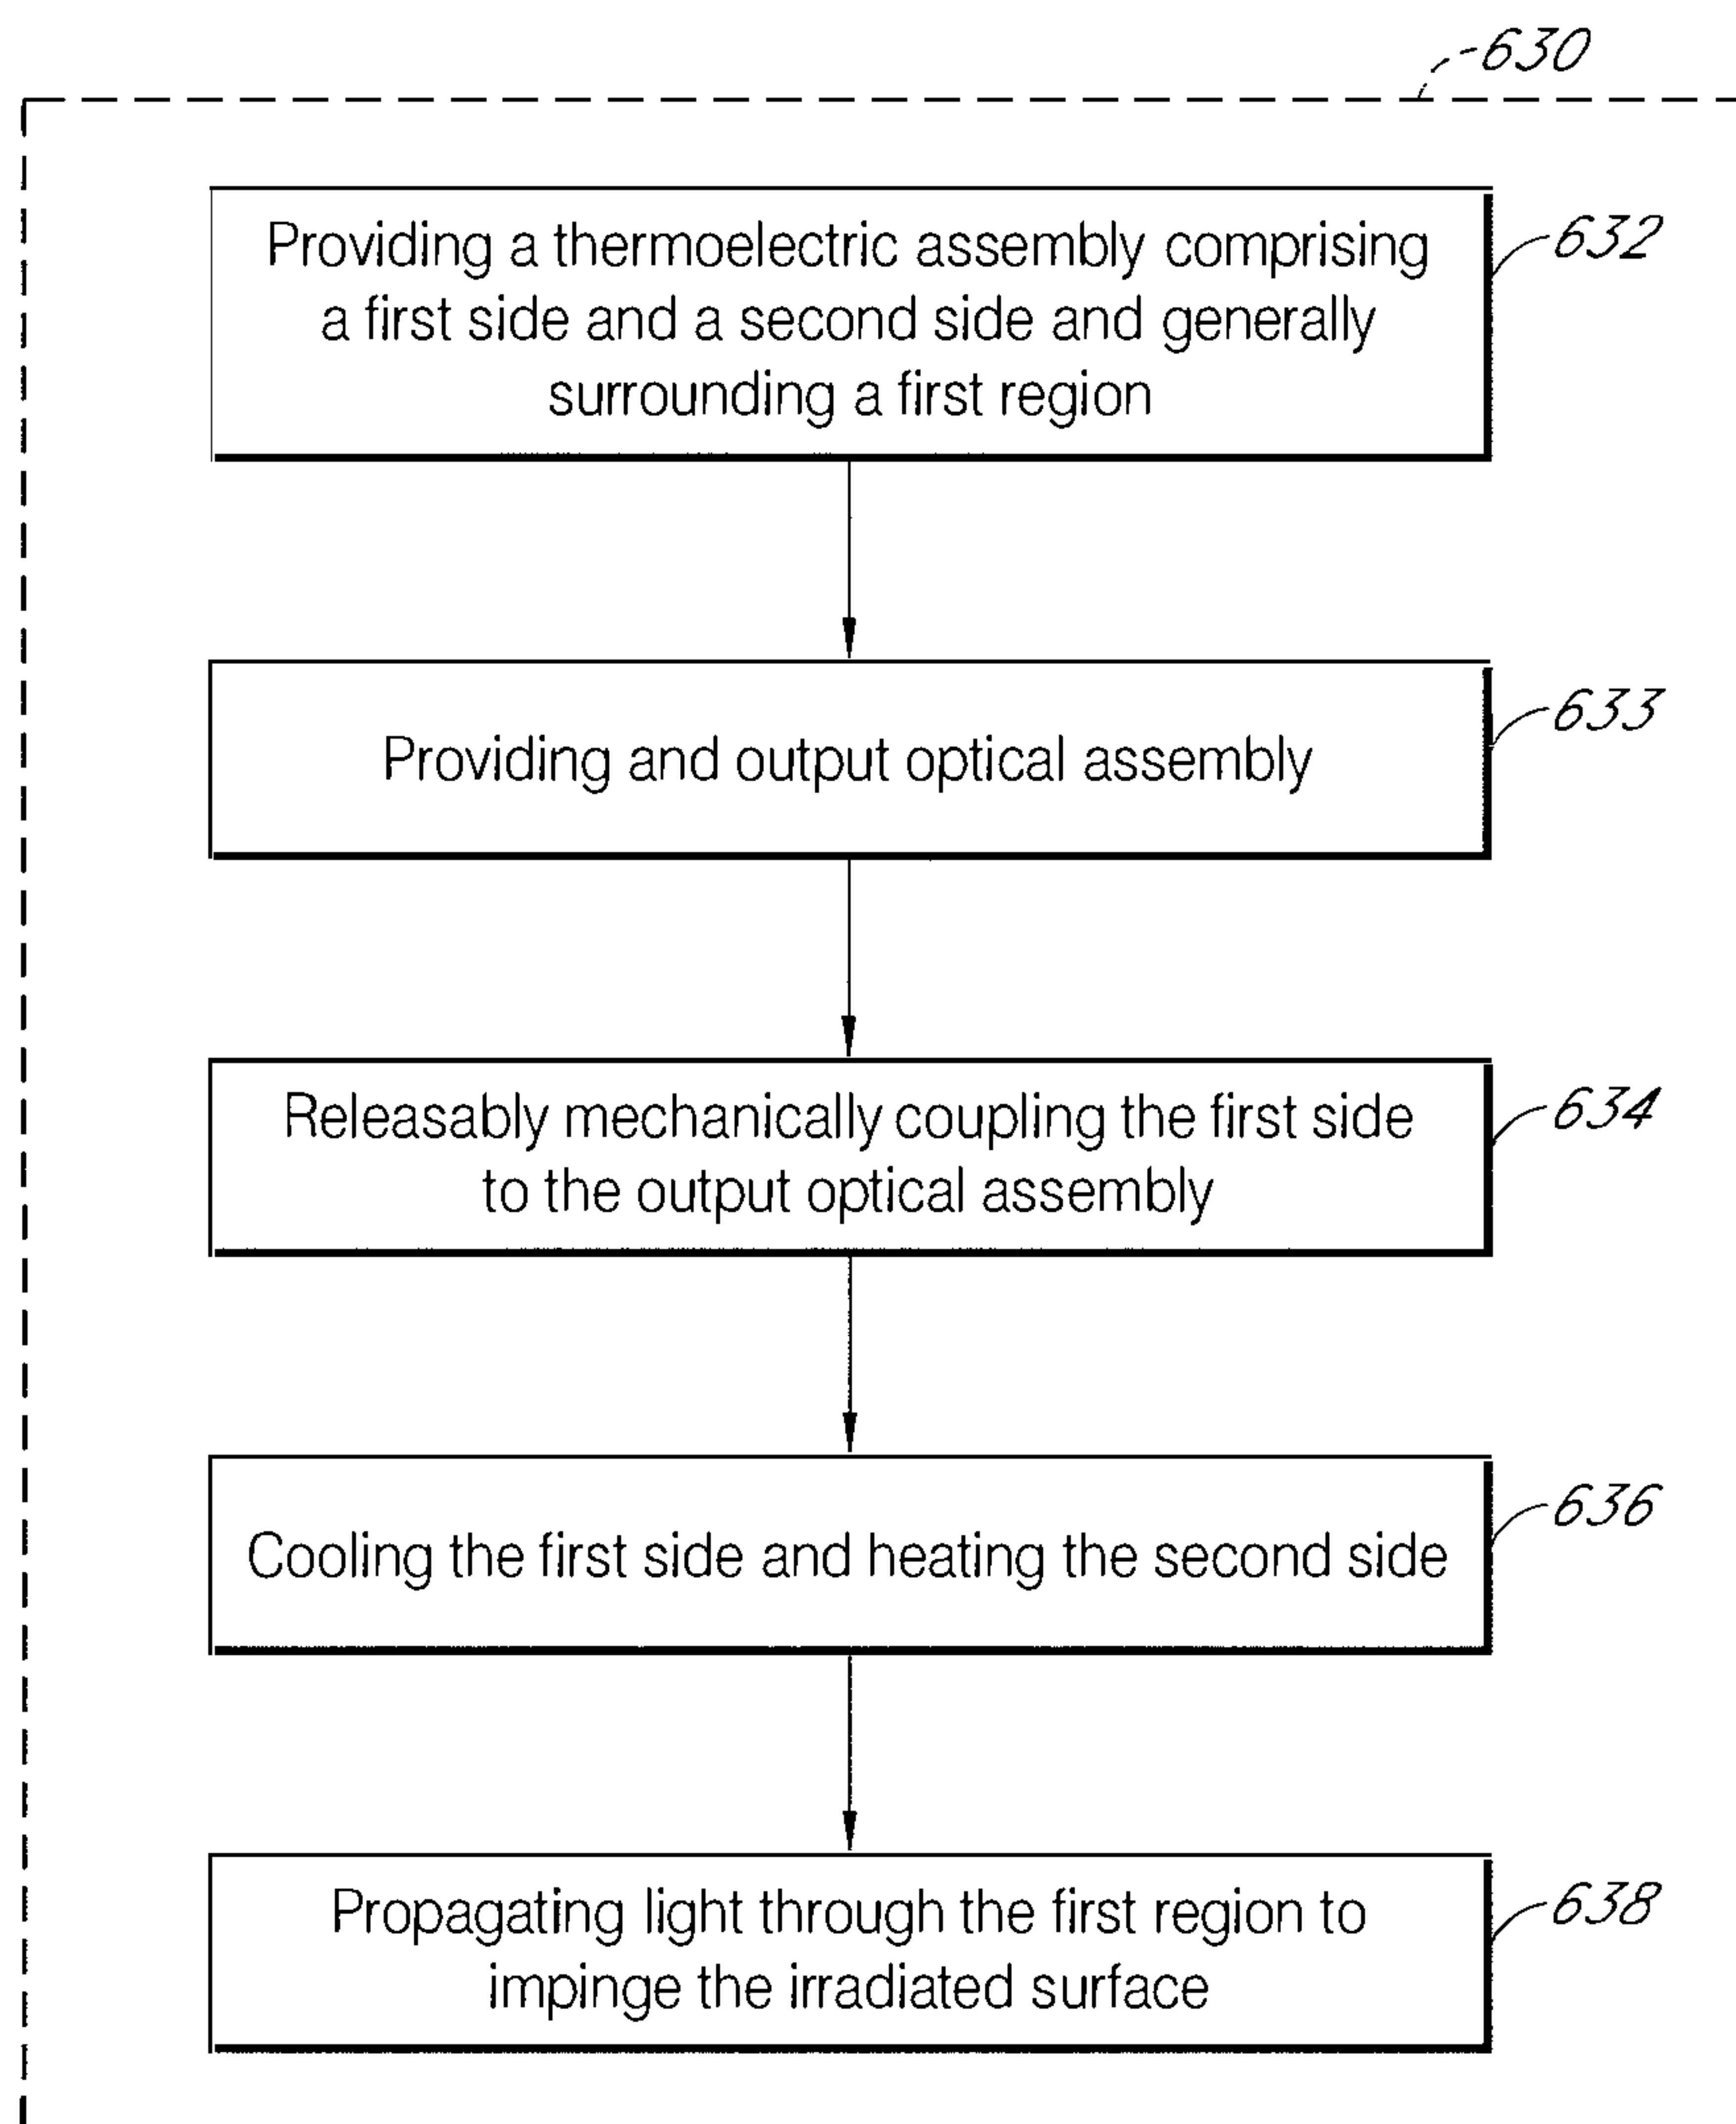 630
Providing a thermoelectric assembly comprising
a first side and a second side and generally
surrounding a first region
632
Providing and output optical assembly
633
Releasably mechanically coupling the first side
to the output optical assembly
634
Cooling the first side and heating the second side
636
Propagating light through the first region to
impinge the irradiated surface
638